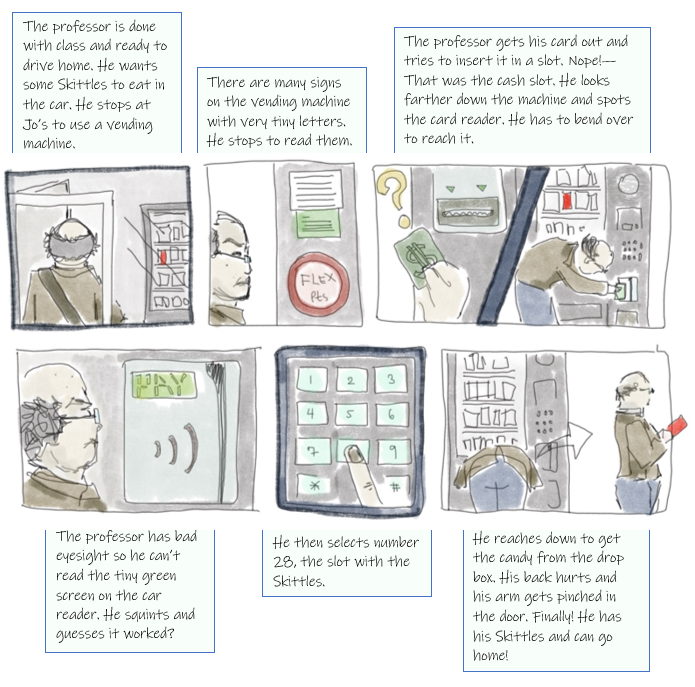 The professor is done
with class and ready to
drive home. He wants
some Skittles to eat in
the car. He stops at
Jo's to use a vending
machine.
There are many signs
on the vending machine
with very tiny letters.
He stops to read them.
The professor gets his card out and
tries to insert it in a slot. Nope!--
That was the cash slot. He looks
farther down the machine and spots
the card reader. He has to bend over
to reach it.
FLEX
Pts
?
$
PAY
1 2 3
4 5 6
7 9
* #
The professor has bad
eyesight so he can't
read the tiny green
screen on the car
reader. He squints and
guesses it worked?
He then selects number
28, the slot with the
Skittles.
He reaches down to get
the candy from the drop
box. His back hurts and
his arm gets pinched in
the door. Finally! He has
his Skittles and can go
home!